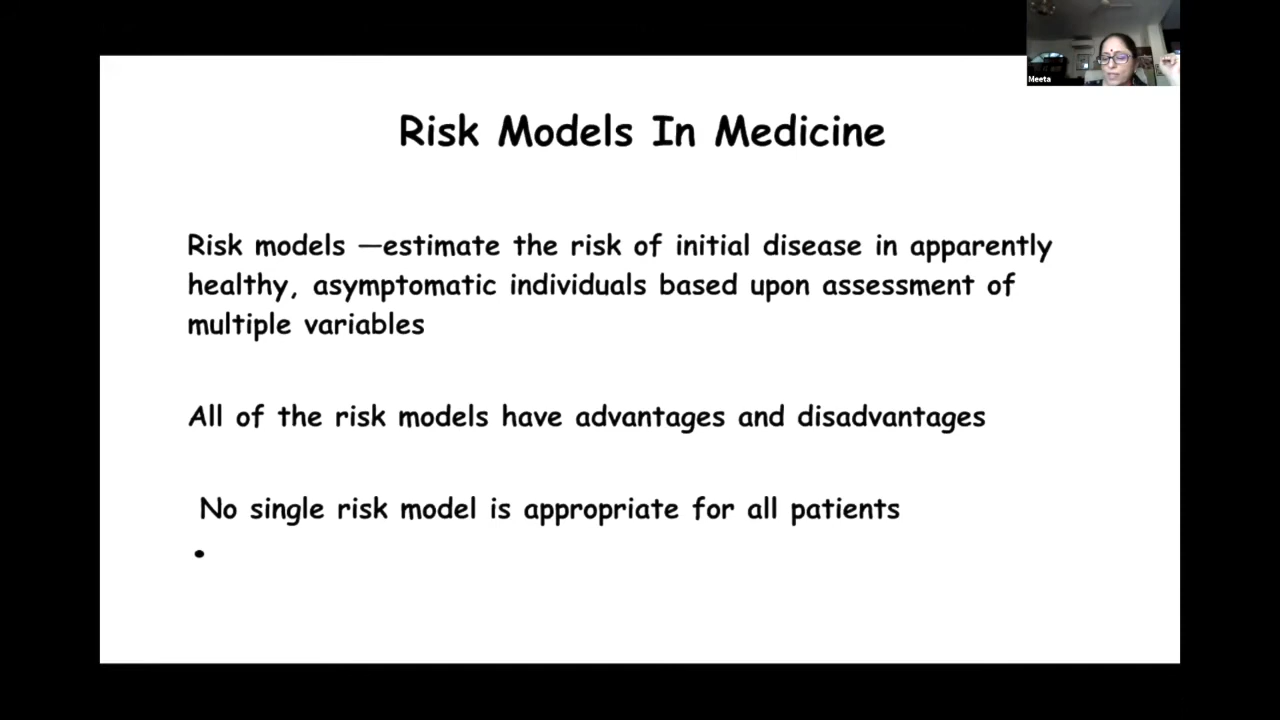 Meeta
Risk Models In Medicine
Risk models —estimate the risk of initial disease in apparently
healthy, asymptomatic individuals based upon assessment of
multiple variables
All of the risk models have advantages and disadvantages
No single risk model is appropriate for all patients
•